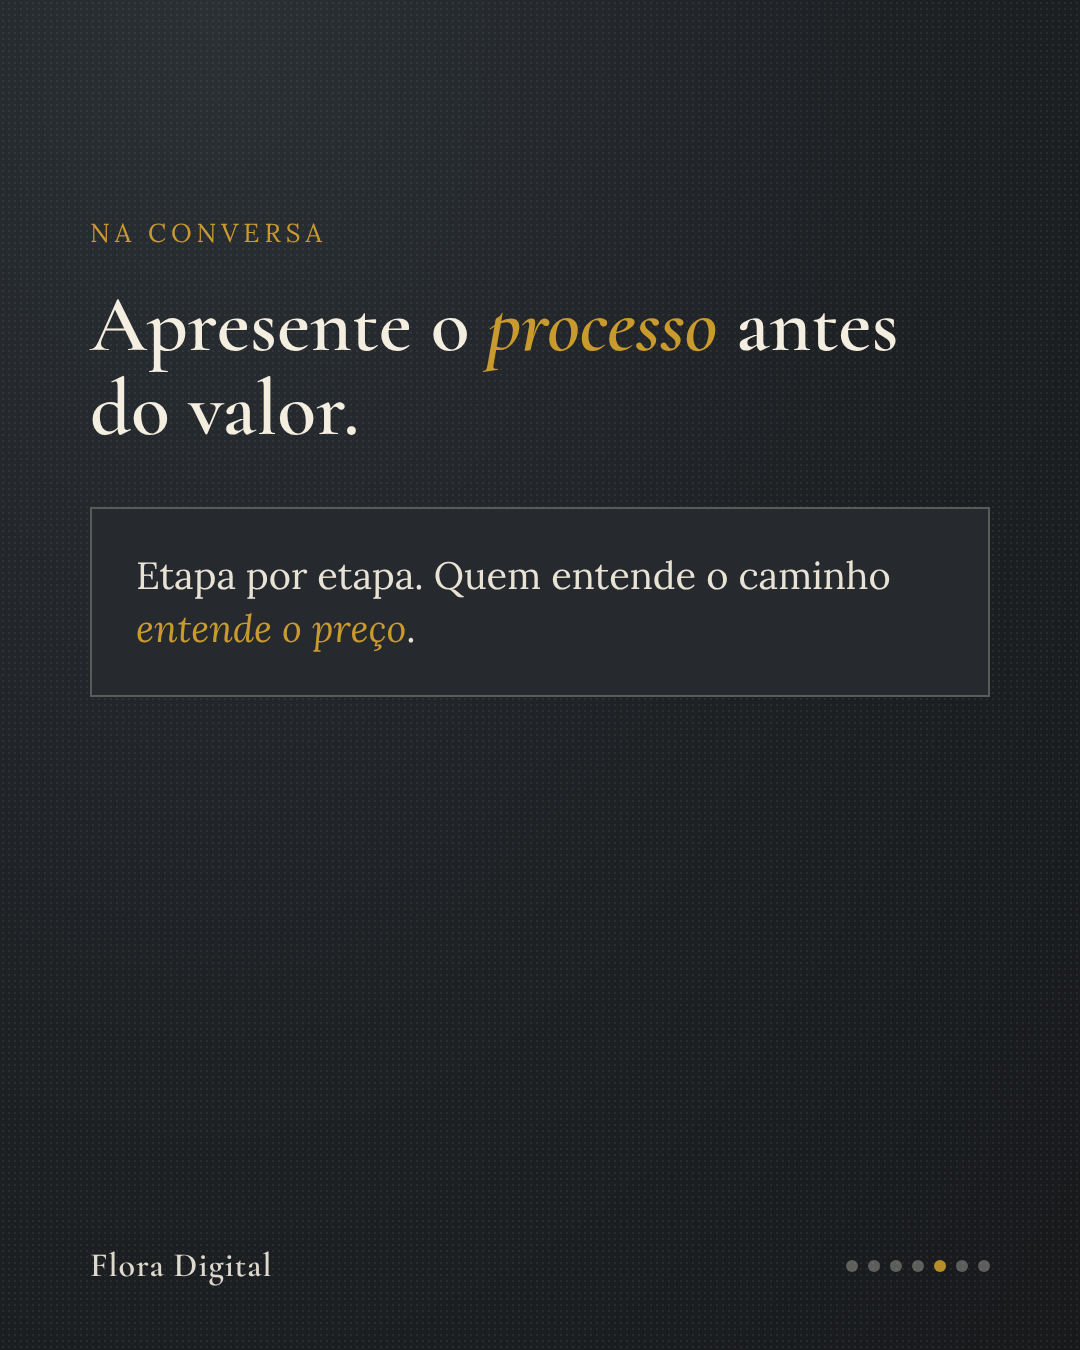 NA CONVERSA
Apresente o processo antes
do valor.
Etapa por etapa. Quem entende o caminho
entende o preço.
Flora Digital